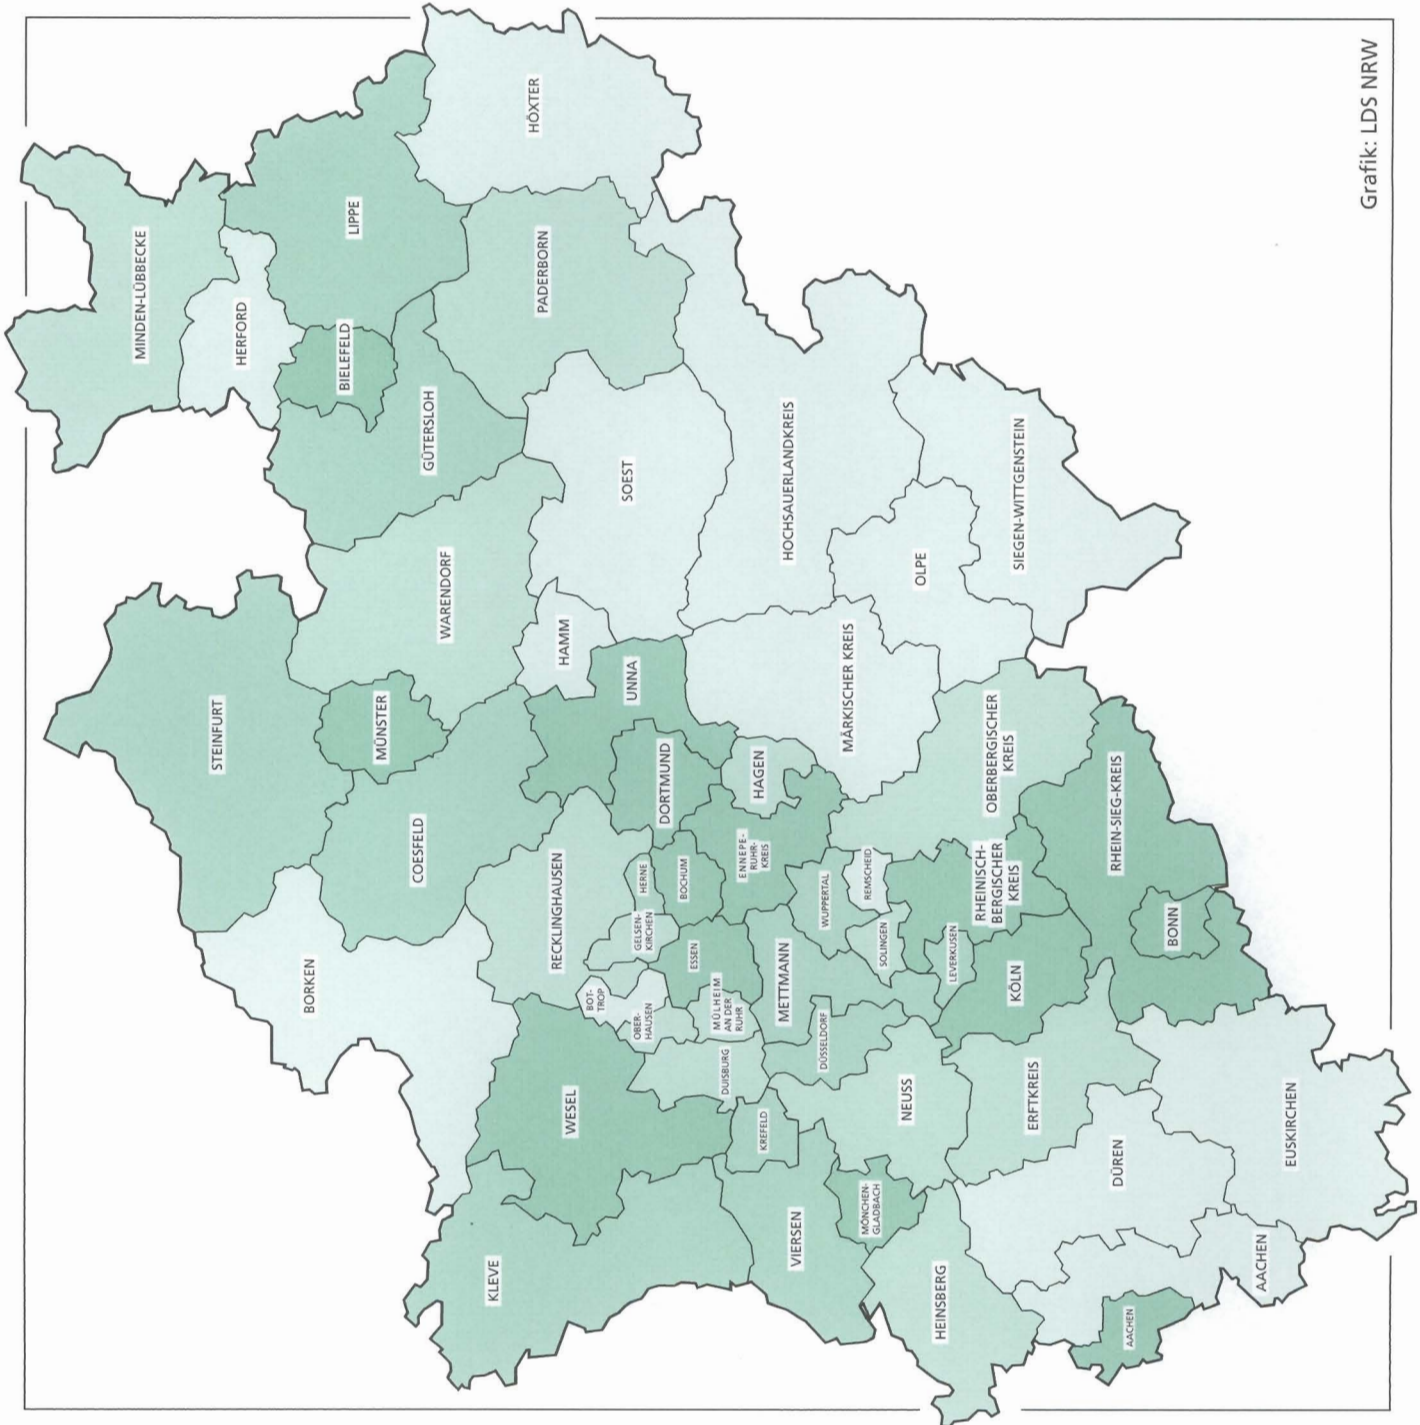 MINDEN-LÜBBECKE
HERFORD
LIPPE
BIELEFELD
HÖXTER
GÜTERSLOH
PADERBORN
STEINFURT
MÜNSTER
WARENDORF
COESFELD
BORKEN
SOEST
HAMM
UNNA
HOCHSAUERLANDKREIS
OLPE
SIEGEN-WITTGENSTEIN
MÄRKISCHER KREIS
DORTMUND
HAGEN
RECKLINGHAUSEN
HERNE
BOCHUM
ENNEPE-
RUHR-
KREIS
GELSEN-
KIRCHEN
BOT-
TROP
OBER-
HAUSEN
ESSEN
MÜLHEIM
AN DER
RUHR
DUISBURG
WESEL
KLEVE
KREFELD
VIERSEN
MÖNCHEN-
GLADBACH
METTMANN
WUPPERTAL
REMSCHEID
SOLINGEN
DÜSSELDORF
NEUSS
LEVERKUSEN
RHEINISCH-
BERGISCHER
KREIS
OBERBERGISCHER
KREIS
KÖLN
RHEIN-SIEG-KREIS
BONN
ERFTKREIS
HEINSBERG
DÜREN
AACHEN
AACHEN
EUSKIRCHEN
Grafik: LDS NRW